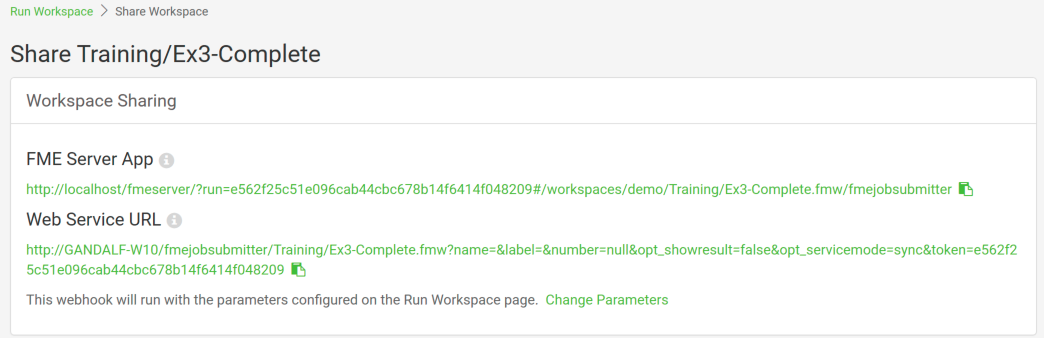 Run Workspace > Share Workspace
Share Training/Ex3-Complete
Workspace Sharing
FME Server App
http://localhost/fmeserver/?run=e562f25c51e096cab44cbc678b14f6414f048209#/workspaces/demo/Training/Ex3-Complete.fmw/fmejobsubmitter
Web Service URL
http://GANDALF-W10/fmejobsubmitter/Training/Ex3-Complete.fmw?name=&label=&number=null&opt_showresult=false&opt_servicemode=sync&token=e562f2
5c51e096cab44cbc678b14f6414f048209
This webhook will run with the parameters configured on the Run Workspace page. Change Parameters